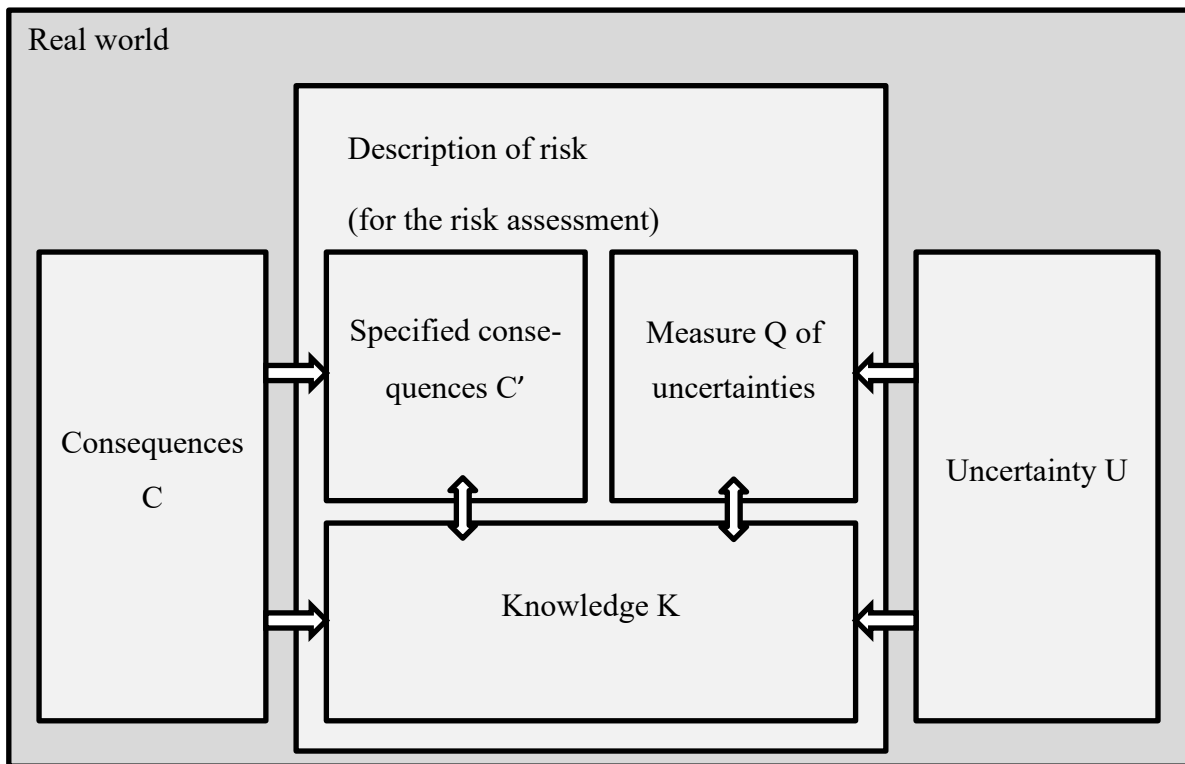 Real world
Description of risk
(for the risk assessment)
Consequences
C
Specified conse-
quences C’
Measure Q of
uncertainties
Uncertainty U
Knowledge K